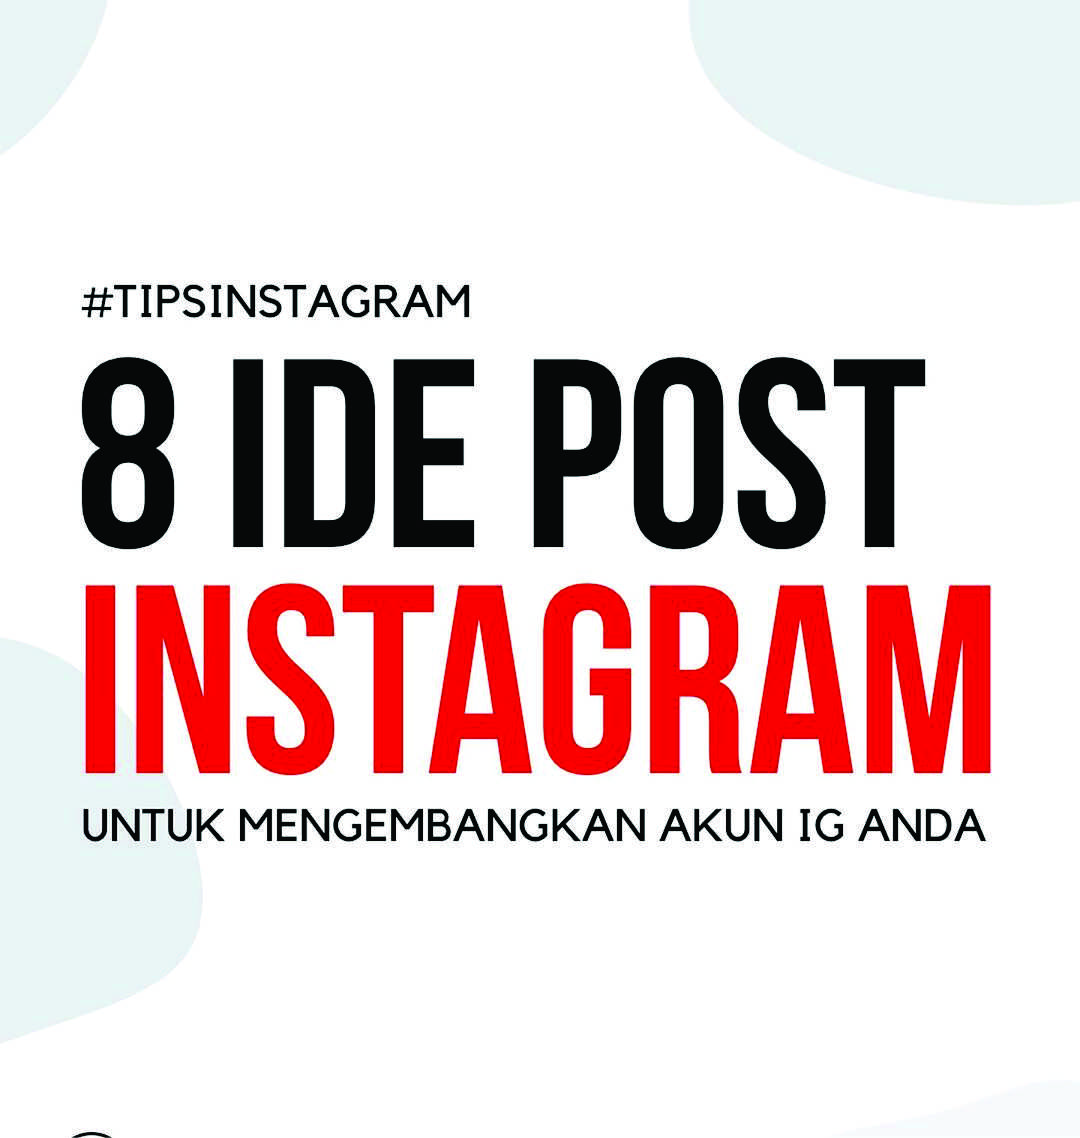 #TIPSINSTAGRAM
8 IDE POST
INSTAGRAM
UNTUK MENGEMBANGKAN AKUN IG ANDA